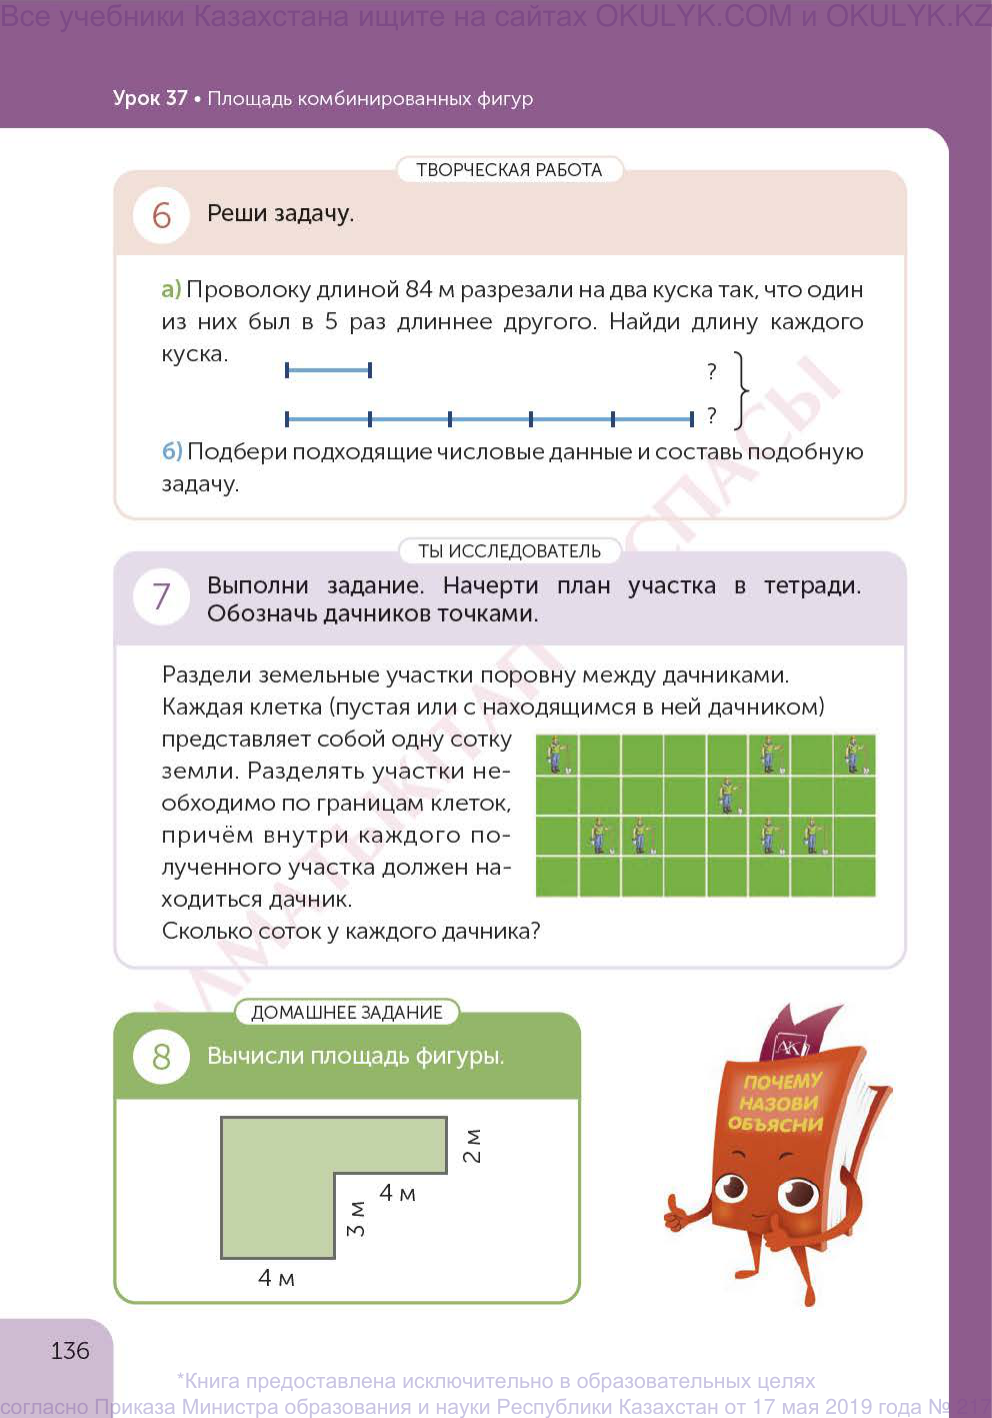 Все учебники Казахстана ищите на сайтах OKULYK.COM и OKULYK.KZ
Урок 37 • Площадь комбинированных фигур
ТВОРЧЕСКАЯ РАБОТА
6 Реши задачу.
а) Проволоку длиной 84 м разрезали на два куска так, что один
из них был в 5 раз длиннее другого. Найди длину каждого
куска.
?
?
б) Подбери подходящие числовые данные и составь подобную
задачу.
ТЫ ИССЛЕДОВАТЕЛЬ
7 Выполни задание. Начерти план участка в тетради.
Обозначь дачников точками.
Раздели земельные участки поровну между дачниками.
Каждая клетка (пустая или с находящимся в ней дачником)
представляет собой одну сотку
земли. Разделять участки не-
обходимо по границам клеток,
причём внутри каждого по-
лученного участка должен на-
ходиться дачник.
Сколько соток у каждого дачника?
АЛМАТЫКІТАП БАСПАСЫ
ДОМАШНЕЕ ЗАДАНИЕ
8 Вычисли площадь фигуры.
2 м
4 м
3 м
4 м
АК
ПОЧЕМУ
НАЗОВИ
ОБЪЯСНИ
136
*Книга предоставлена исключительно в образовательных целях
согласно Приказа Министра образования и науки Республики Казахстан от 17 мая 2019 года № 217